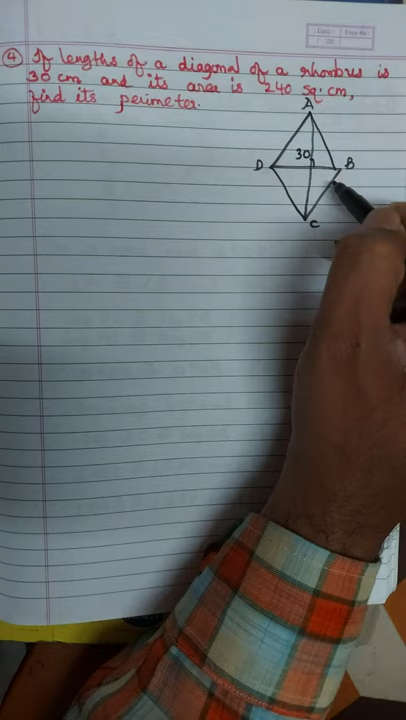 ④ If lengths of a diagonal of a rhombus is
30 cm and its area is 240 sq. cm,
find its perimeter.
A
30
D
B
C